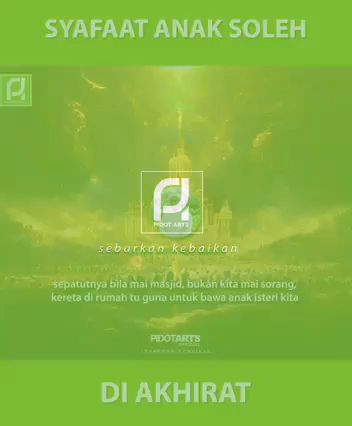 SYAFAAT ANAK SOLEH
PIDOT ARTS
sebarkan kebaikan
sepatutnya bila mai masjid, bukan kita mai sorang,
kereta di rumah tu guna untuk bawa anak isteri kita
PIDOTARTS
DI AKHIRAT